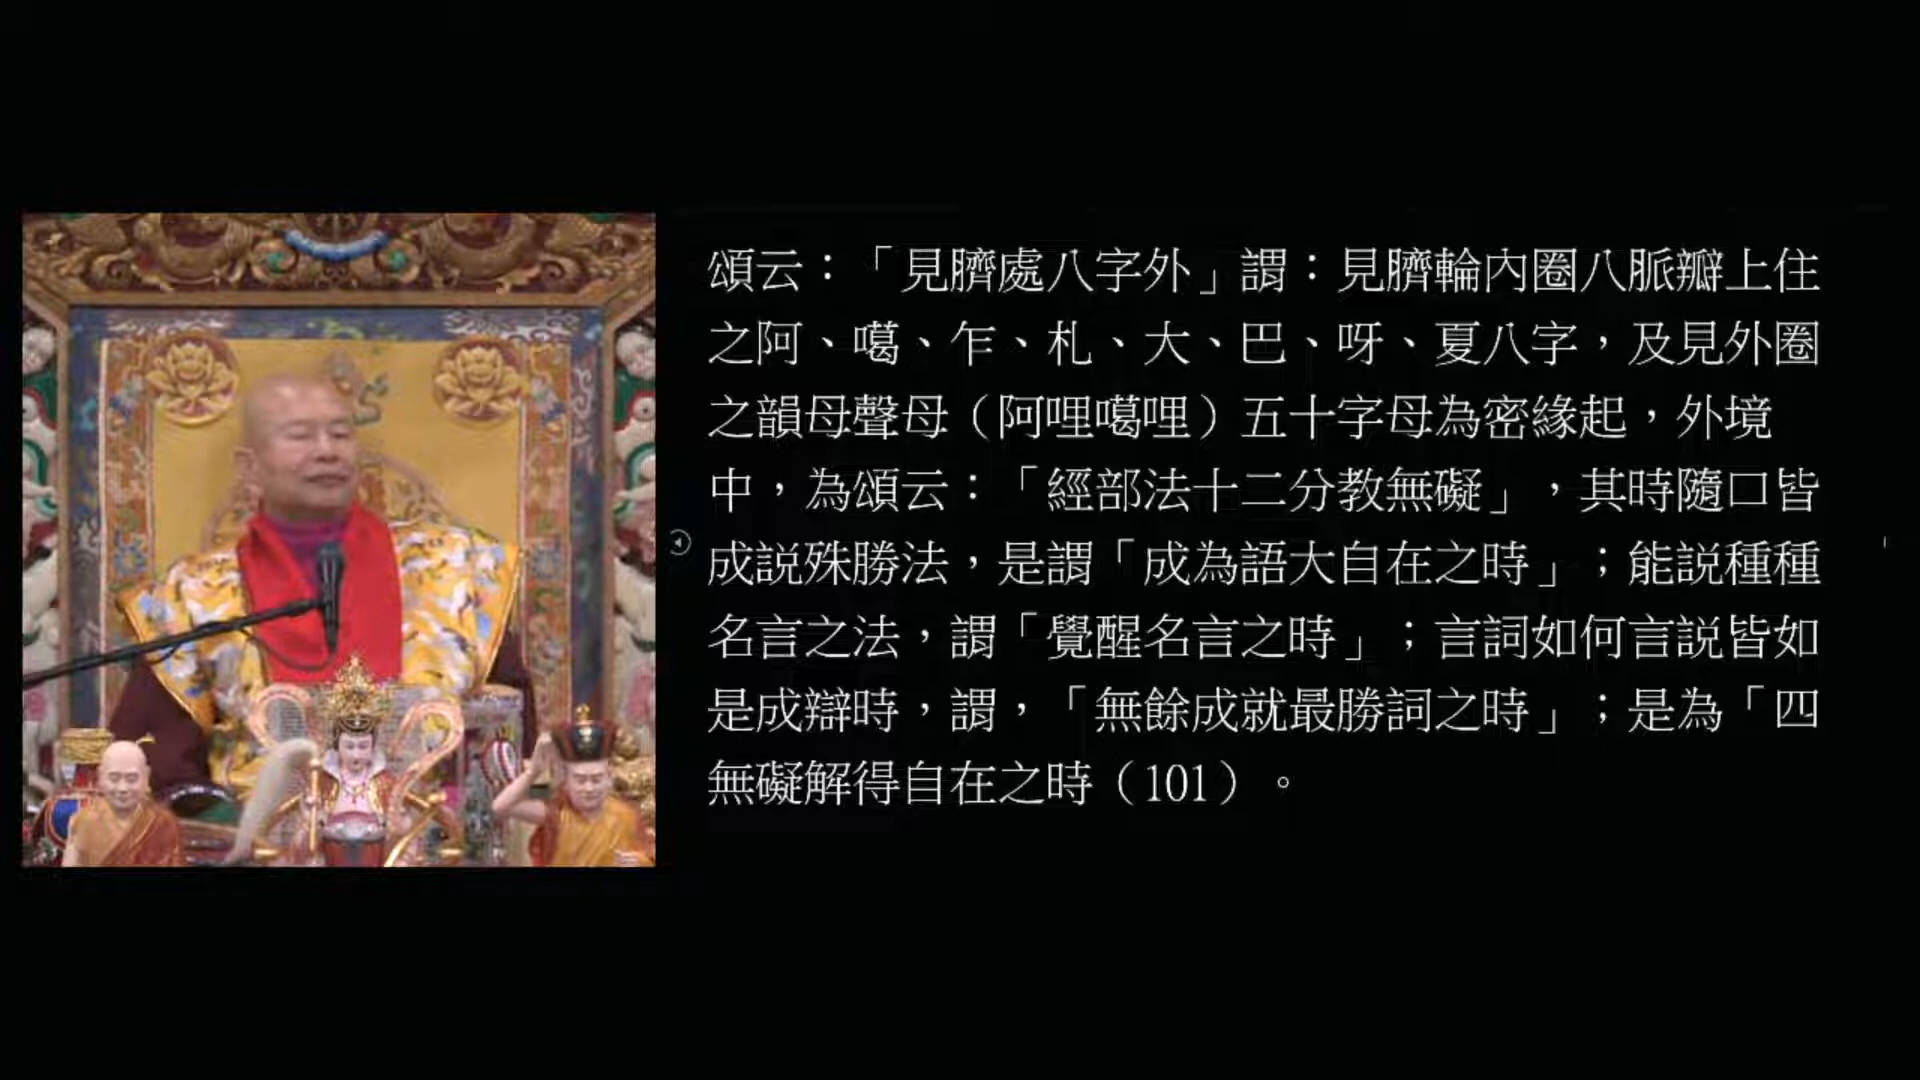 頌云：「見臍處八字外」謂：見臍輪內圈八脈瓣上住
之阿、噶、乍、札、大、巴、呀、夏八字，及見外圈
之韻母聲母（阿哩噶哩）五十字母為密緣起，外境
中，為頌云：「經部法十二分教無礙」，其時隨口皆
成説殊勝法，是謂「成為語大自在之時」；能説種種
名言之法，謂「覺醒名言之時」；言詞如何言説皆如
是成辯時，謂，「無餘成就最勝詞之時」；是為「四
無礙解得自在之時（101）。